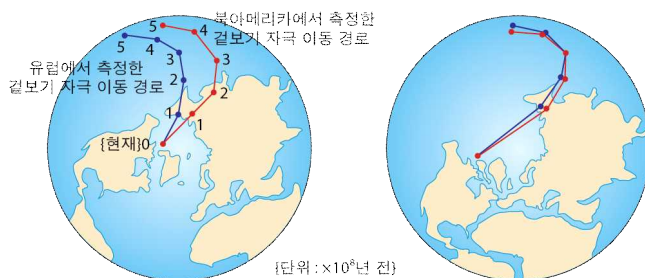 북아메리카에서 측정한
겉보기 자극 이동 경로
5
4
3
2
1
유럽에서 측정한
겉보기 자극 이동 경로
5
4
3
2
1
{현재}0
{단위 : ×10⁸년 전}